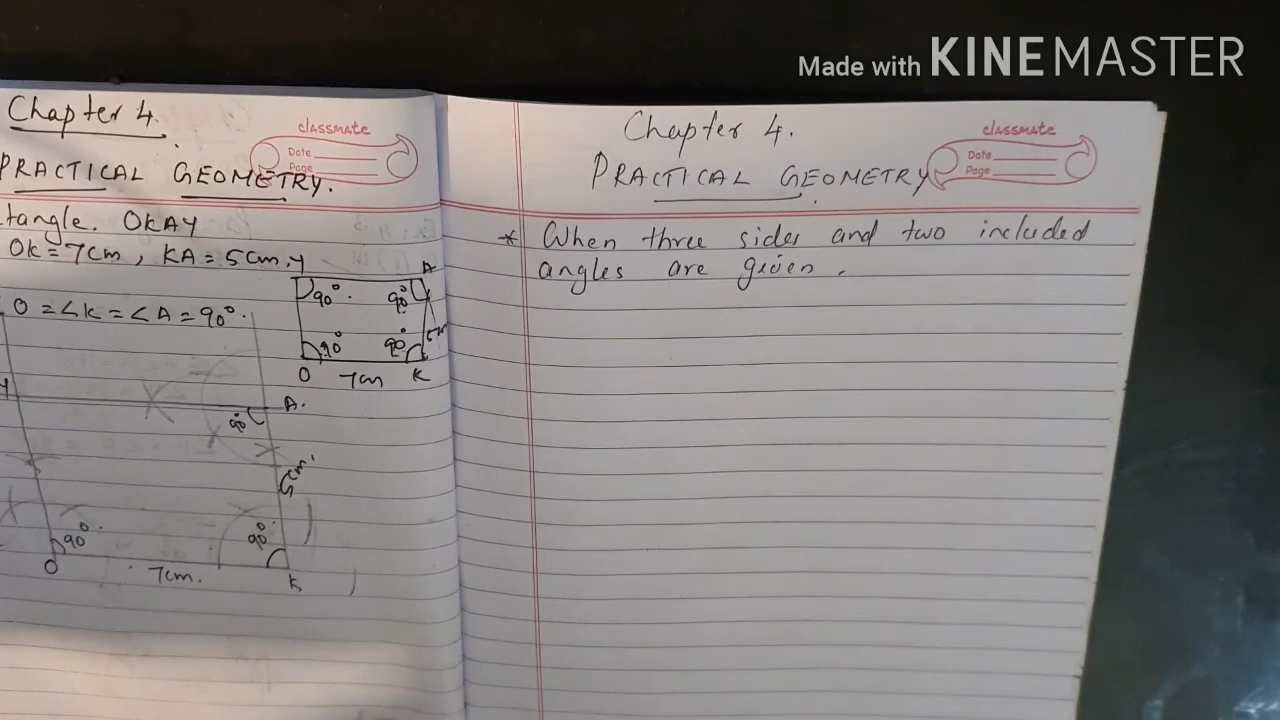 Made with KINEMASTER
Chapter 4.
classmate
Date
Page
PRACTICAL GEOMETRY.
tangle. OKAY
OK = 7cm, KA = 5cm.
O = ∠K = ∠A = 90°.
Y A
90°. 90°
5cm
90° 90°
O 7cm K
Y
A.
90°
5cm.
90°. 90°.
O 7cm. K
Chapter 4.
classmate
Date
Page
PRACTICAL GEOMETRY.
* When three sides and two included
angles are given.